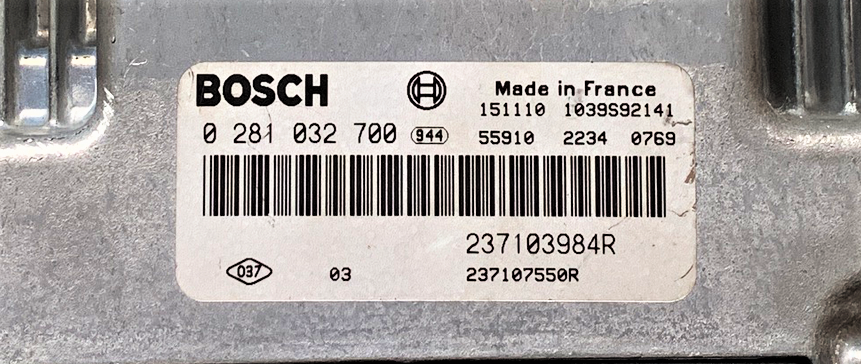 BOSCH
Made in France
151110 1039S92141
0 281 032 700 944
55910 2234 0769
237103984R
037 03 237107550R